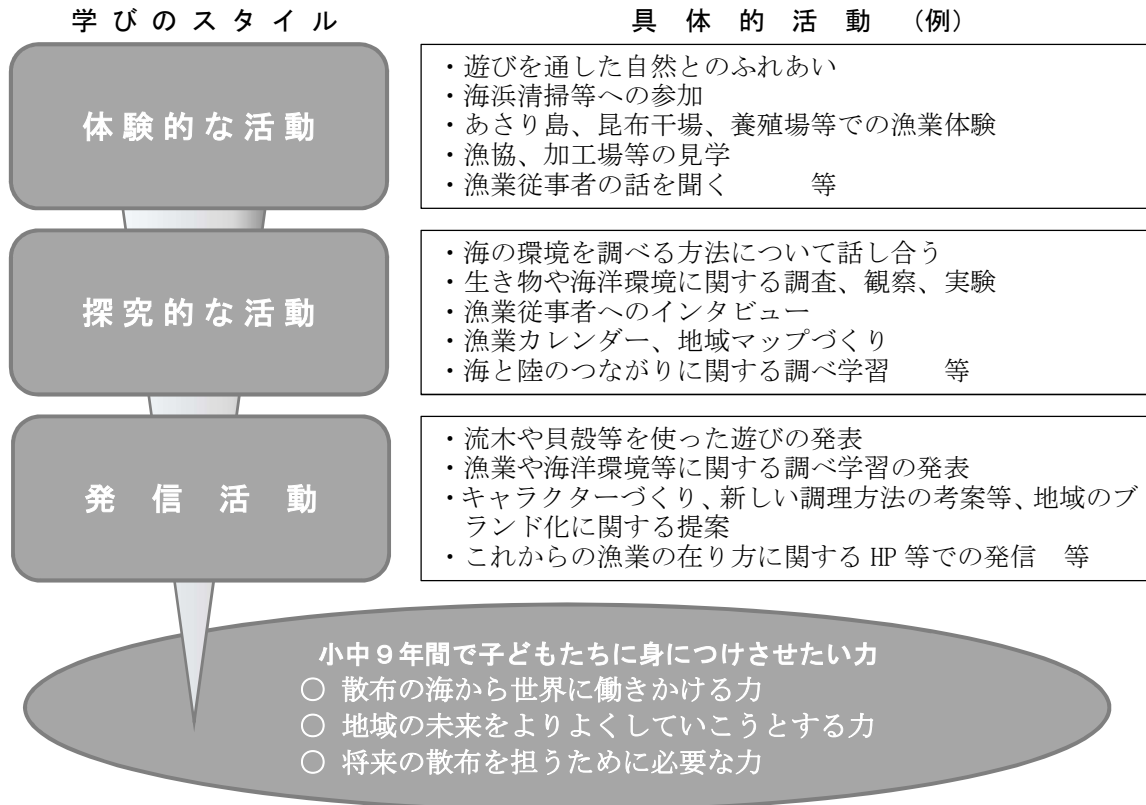 学びのスタイル　具体的活動（例）
体験的な活動
・遊びを通した自然とのふれあい
・海浜清掃等への参加
・あさり島、昆布干場、養殖場等での漁業体験
・漁協、加工場等の見学
・漁業従事者の話を聞く　　　等
探究的な活動
・海の環境を調べる方法について話し合う
・生き物や海洋環境に関する調査、観察、実験
・漁業従事者へのインタビュー
・漁業カレンダー、地域マップづくり
・海と陸のつながりに関する調べ学習　　等
発信活動
・流木や貝殻等を使った遊びの発表
・漁業や海洋環境等に関する調べ学習の発表
・キャラクターづくり、新しい調理方法の考案等、地域のブ
ランド化に関する提案
・これからの漁業の在り方に関する HP 等での発信　等
小中９年間で子どもたちに身につけさせたい力
○ 散布の海から世界に働きかける力
○ 地域の未来をよりよくしていこうとする力
○ 将来の散布を担うために必要な力